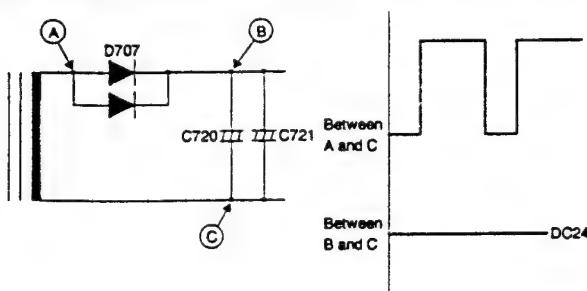 A
D707
B
C720
C721
C
Between
A and C
Between
B and C
DC24